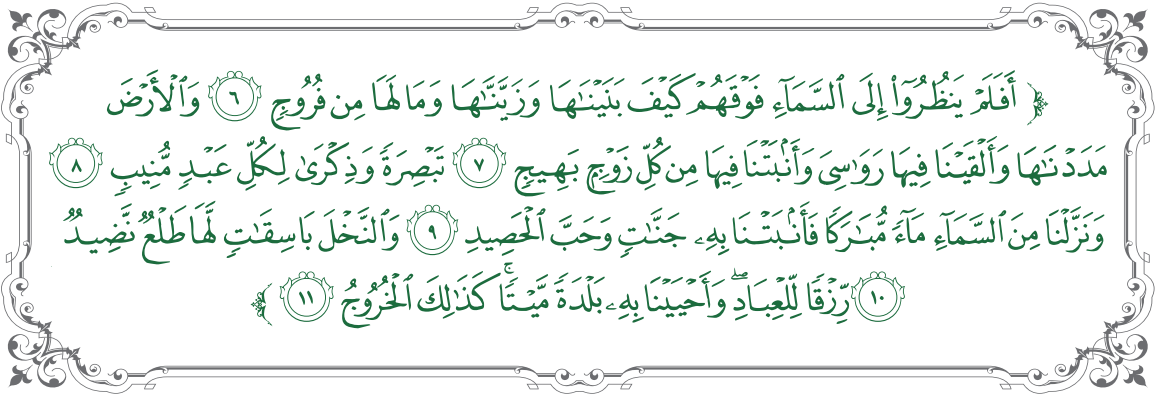 ﴿ أَفَلَمۡ يَنظُرُوٓاْ إِلَى ٱلسَّمَآءِ فَوۡقَهُمۡ كَيۡفَ بَنَيۡنَٰهَا وَزَيَّنَّٰهَا وَمَا لَهَا مِن فُرُوجٖ ٦ وَٱلۡأَرۡضَ
مَدَدۡنَٰهَا وَأَلۡقَيۡنَا فِيهَا رَوَٰسِيَ وَأَنۢبَتۡنَا فِيهَا مِن كُلِّ زَوۡجِۭ بَهِيجٖ ٧ تَبۡصِرَةٗ وَذِكۡرَىٰ لِكُلِّ عَبۡدٖ مُّنِيبٖ ٨
وَنَزَّلۡنَا مِنَ ٱلسَّمَآءِ مَآءٗ مُّبَٰرَكٗا فَأَنۢبَتۡنَا بِهِۦ جَنَّٰتٖ وَحَبَّ ٱلۡحَصِيدِ ٩ وَٱلنَّخۡلَ بَاسِقَٰتٖ لَّهَا طَلۡعٞ نَّضِيدٞ
١٠ رِّزۡقٗا لِّلۡعِبَادِۖ وَأَحۡيَيۡنَا بِهِۦ بَلۡدَةٗ مَّيۡتٗاۚ كَذَٰلِكَ ٱلۡخُرُوجُ ١١ ﴾